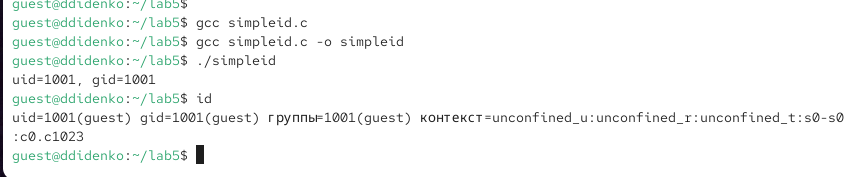 guest@ddidenko:~/lab5$
guest@ddidenko:~/lab5$ gcc simpleid.c
guest@ddidenko:~/lab5$ gcc simpleid.c -o simpleid
guest@ddidenko:~/lab5$ ./simpleid
uid=1001, gid=1001
guest@ddidenko:~/lab5$ id
uid=1001(guest) gid=1001(guest) группы=1001(guest) контекст=unconfined_u:unconfined_r:unconfined_t:s0-s0
:c0.c1023
guest@ddidenko:~/lab5$